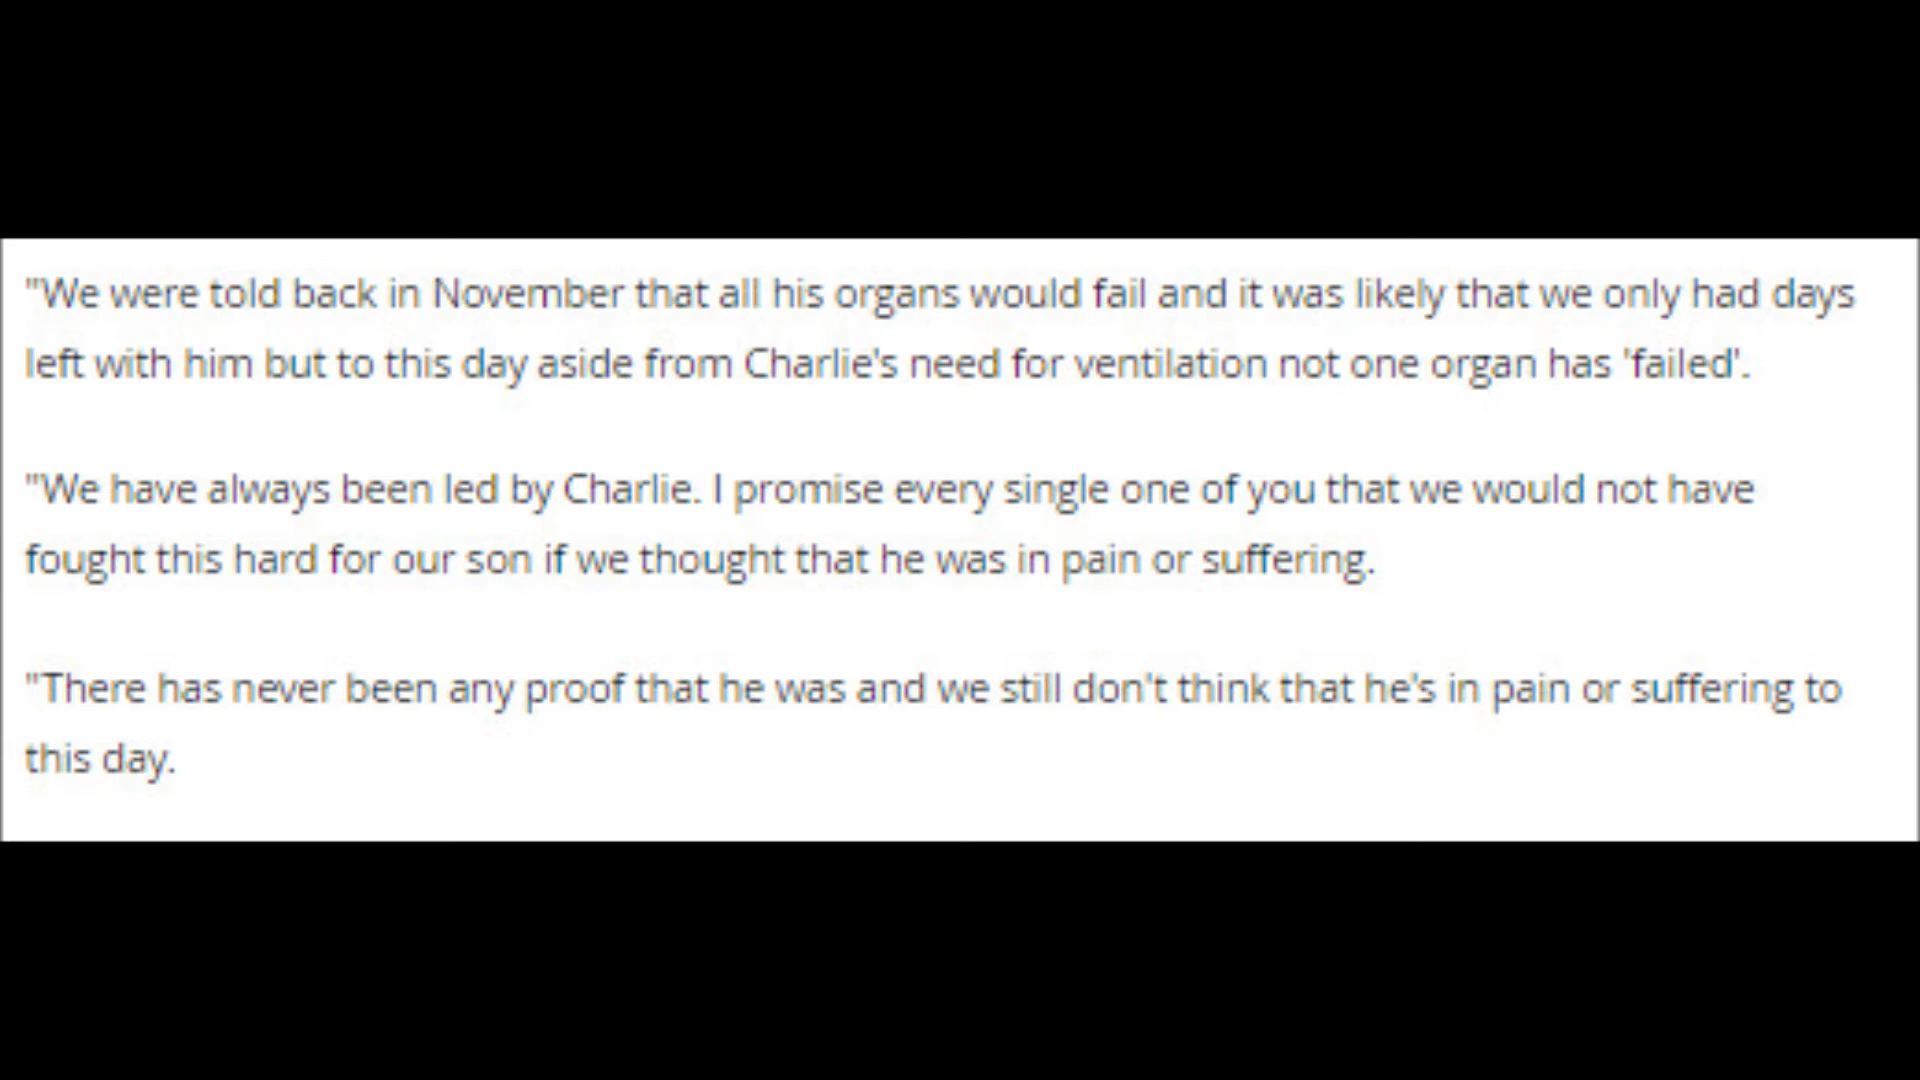 "We were told back in November that all his organs would fail and it was likely that we only had days
left with him but to this day aside from Charlie's need for ventilation not one organ has 'failed'.
"We have always been led by Charlie. I promise every single one of you that we would not have
fought this hard for our son if we thought that he was in pain or suffering.
"There has never been any proof that he was and we still don't think that he's in pain or suffering to
this day.